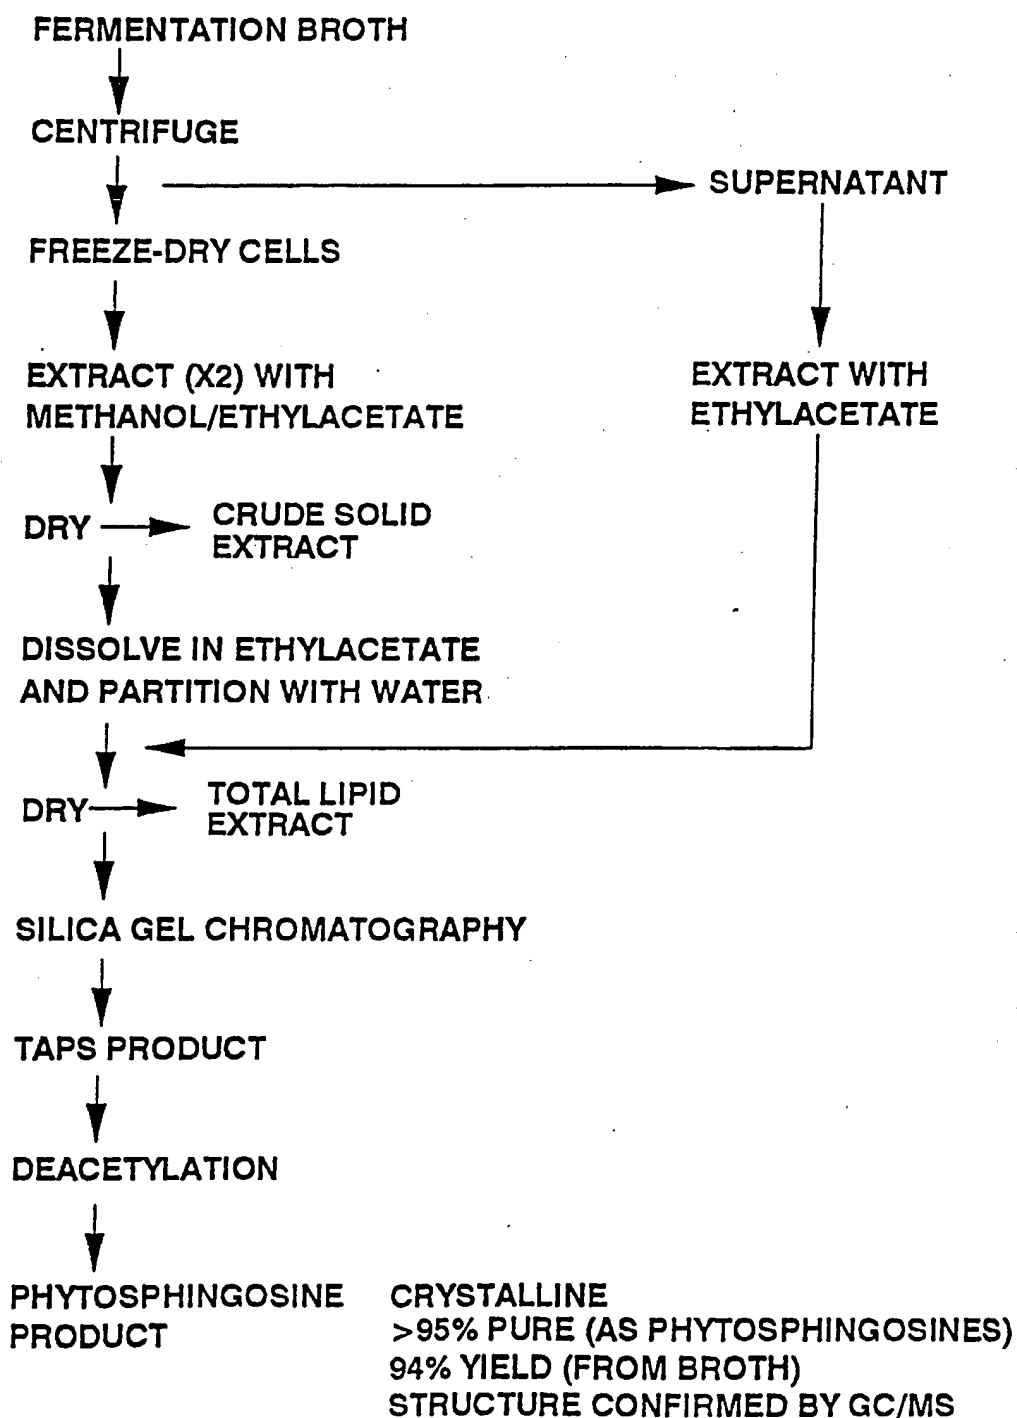 FERMENTATION BROTH
CENTRIFUGE
SUPERNATANT
FREEZE-DRY CELLS
EXTRACT (X2) WITH
METHANOL/ETHYLACETATE
EXTRACT WITH
ETHYLACETATE
DRY
CRUDE SOLID
EXTRACT
DISSOLVE IN ETHYLACETATE
AND PARTITION WITH WATER
DRY
TOTAL LIPID
EXTRACT
SILICA GEL CHROMATOGRAPHY
TAPS PRODUCT
DEACETYLATION
PHYTOSPHINGOSINE
PRODUCT
CRYSTALLINE
>95% PURE (AS PHYTOSPHINGOSINES)
94% YIELD (FROM BROTH)
STRUCTURE CONFIRMED BY GC/MS